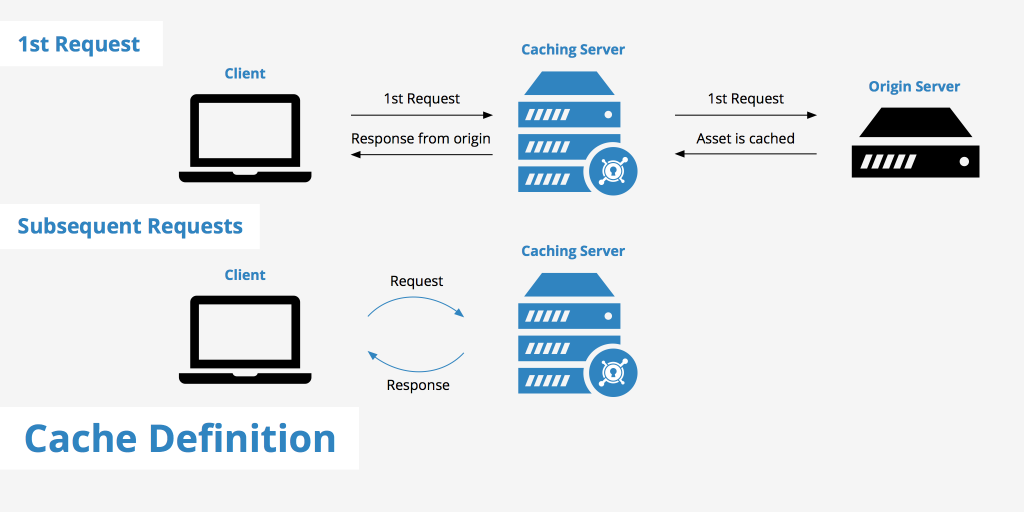 1st Request
Client
Caching Server
Origin Server
1st Request
Response from origin
1st Request
Asset is cached
Subsequent Requests
Client
Caching Server
Request
Response
Cache Definition